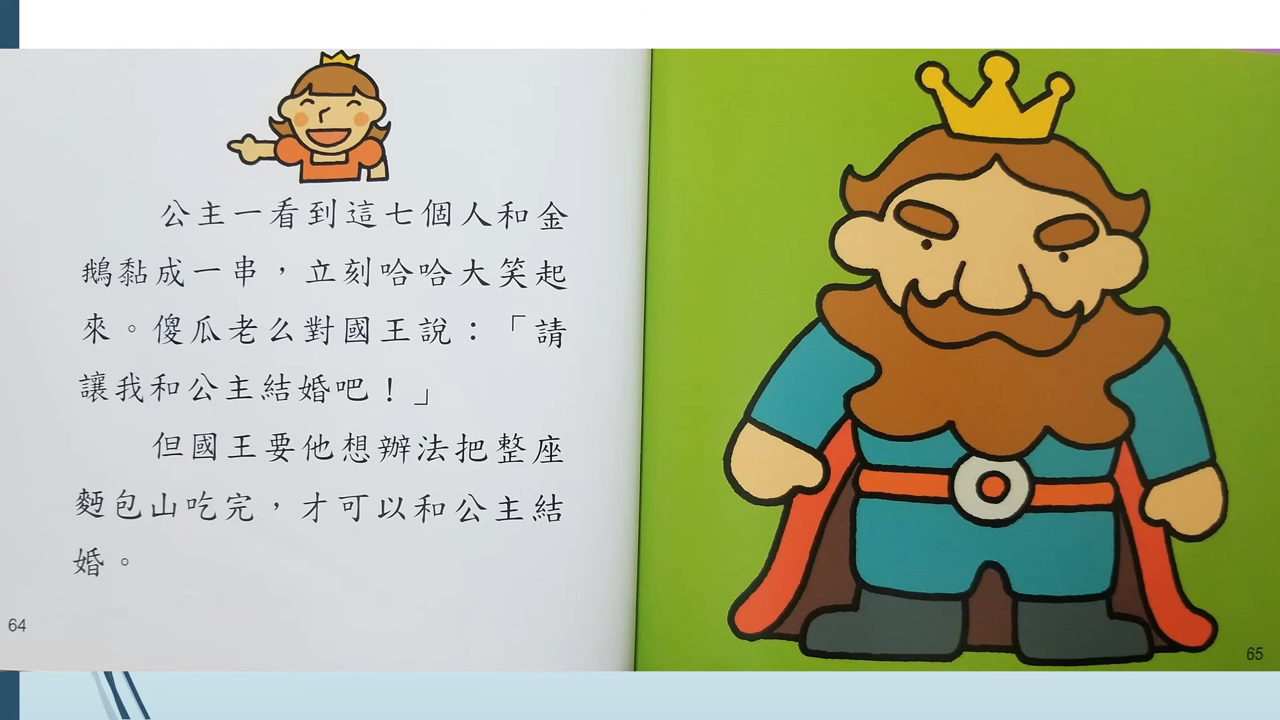 公主一看到這七個人和金
鵝黏成一串，立刻哈哈大笑起
來。傻瓜老么對國王說：「請
讓我和公主結婚吧！」
但國王要他想辦法把整座
麵包山吃完，才可以和公主結
婚。
64
65